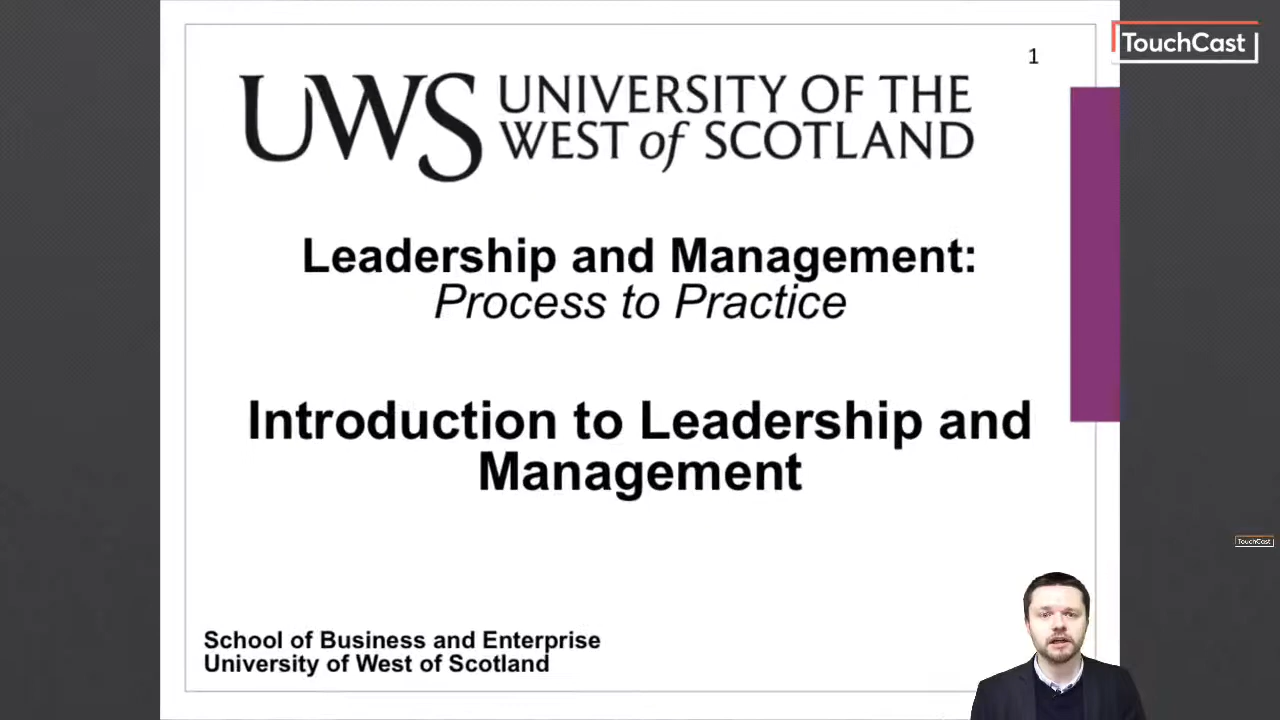 1
TouchCast
UWS UNIVERSITY OF THE
WEST of SCOTLAND
Leadership and Management:
Process to Practice
Introduction to Leadership and
Management
TouchCast
School of Business and Enterprise
University of West of Scotland